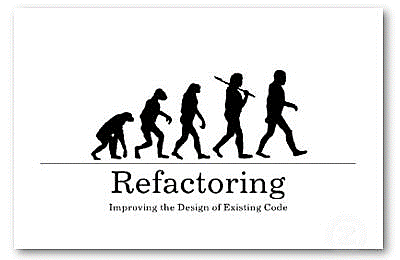 Refactoring
Improving the Design of Existing Code